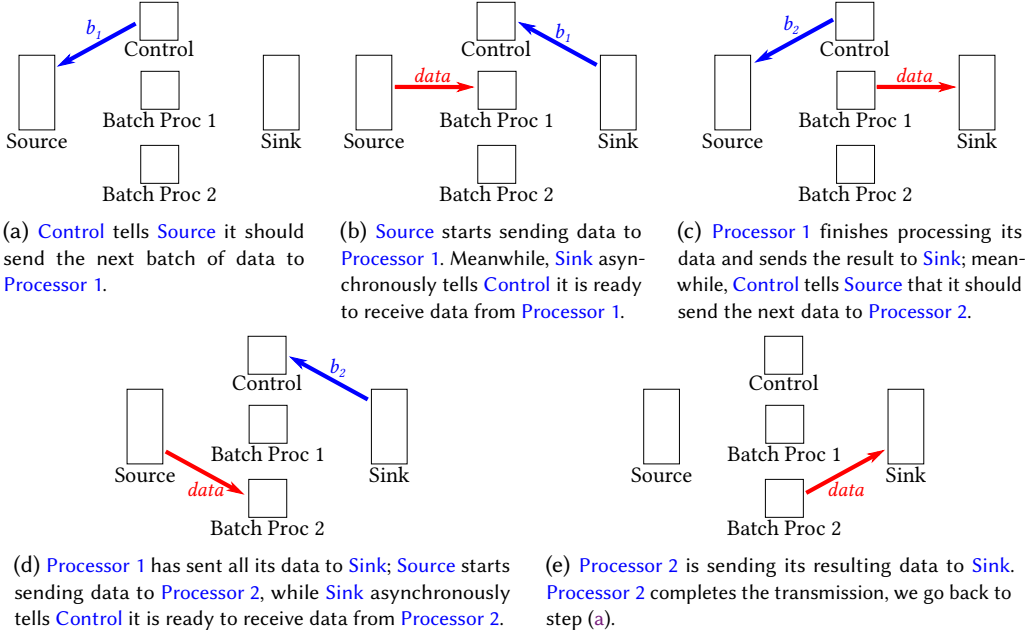 b1
Control
Source
Batch Proc 1
Sink
Batch Proc 2
(a) Control tells Source it should
send the next batch of data to
Processor 1.
Control
b1
data
Source
Batch Proc 1
Sink
Batch Proc 2
(b) Source starts sending data to
Processor 1. Meanwhile, Sink asyn-
chronously tells Control it is ready
to receive data from Processor 1.
b2
Control
data
Source
Batch Proc 1
Sink
Batch Proc 2
(c) Processor 1 finishes processing its
data and sends the result to Sink; mean-
while, Control tells Source that it should
send the next data to Processor 2.
b2
Control
Source
Batch Proc 1
Sink
data
Batch Proc 2
(d) Processor 1 has sent all its data to Sink; Source starts
sending data to Processor 2, while Sink asynchronously
tells Control it is ready to receive data from Processor 2.
Control
Source
Batch Proc 1
Sink
data
Batch Proc 2
(e) Processor 2 is sending its resulting data to Sink.
Processor 2 completes the transmission, we go back to
step (a).